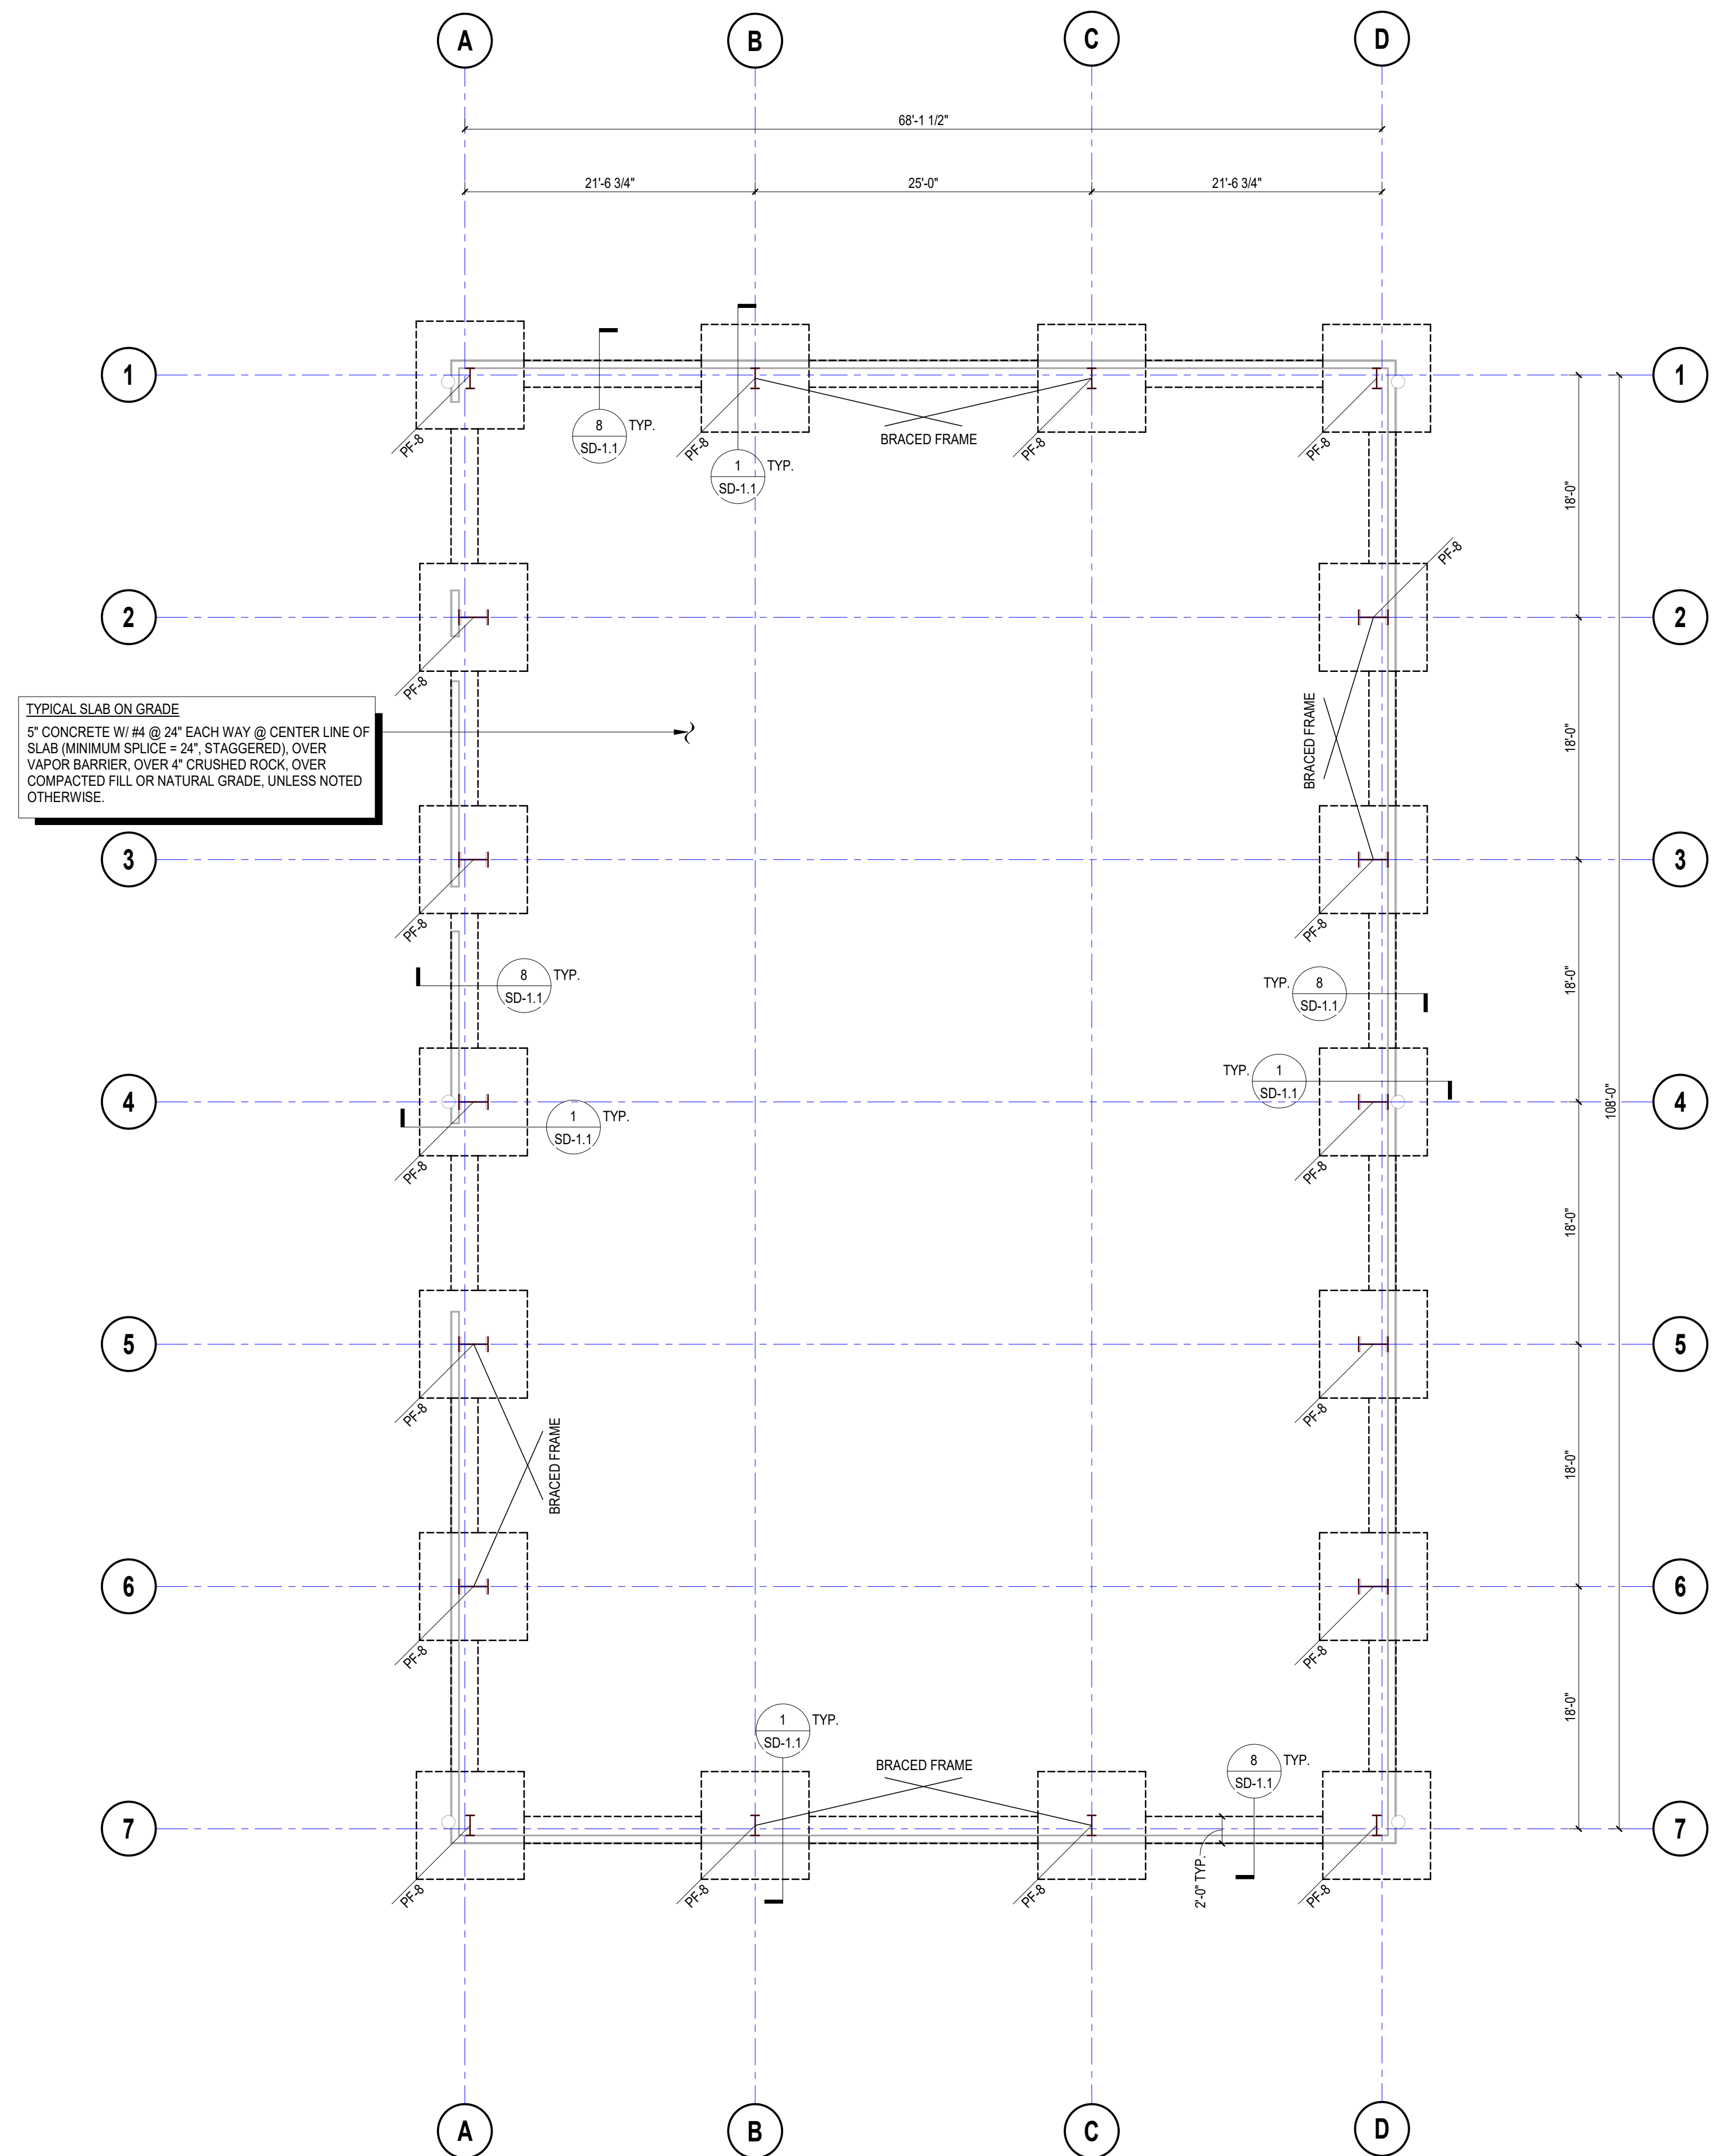 A B C D
68'-1 1/2"
21'-6 3/4" 25'-0" 21'-6 3/4"
1 1
8 TYP.
SD-1.1
BRACED FRAME
PF-8 PF-8 PF-8 PF-8
1 TYP.
SD-1.1
18'-0"
PF-8
2 2
PF-8
TYPICAL SLAB ON GRADE
5" CONCRETE W/ #4 @ 24" EACH WAY @ CENTER LINE OF
SLAB (MINIMUM SPLICE = 24", STAGGERED), OVER
VAPOR BARRIER, OVER 4" CRUSHED ROCK, OVER
COMPACTED FILL OR NATURAL GRADE, UNLESS NOTED
OTHERWISE.
BRACED FRAME
18'-0"
3 3
PF-8 PF-8
8 TYP.
SD-1.1
TYP. 8
SD-1.1
18'-0"
TYP. 1
SD-1.1
4 4
108'-0"
1 TYP.
SD-1.1
PF-8 PF-8
18'-0"
5 5
PF-8 PF-8
BRACED FRAME
18'-0"
6 6
PF-8 PF-8
18'-0"
1 TYP.
SD-1.1
BRACED FRAME
8 TYP.
SD-1.1
7 7
2'-0" TYP.
PF-8 PF-8 PF-8 PF-8
A B C D